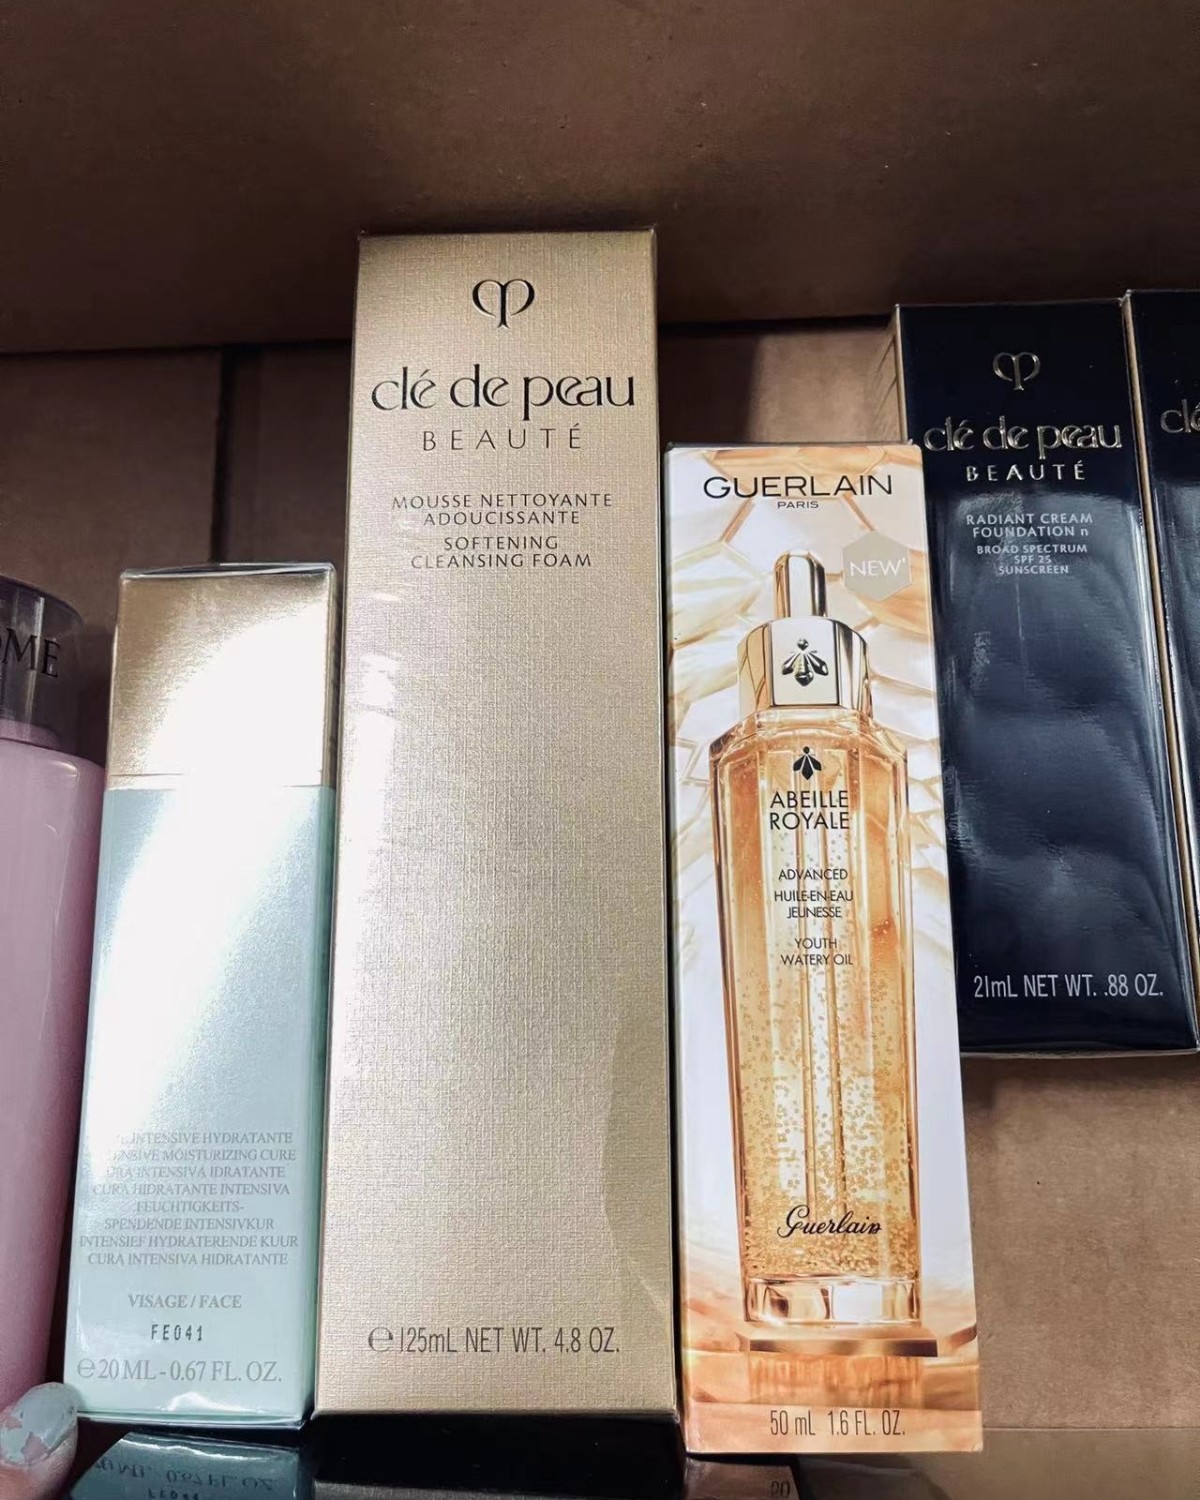 clé de peau
BEAUTÉ
MOUSSE NETTOYANTE
ADOUCISSANTE
SOFTENING
CLEANSING FOAM
e 125mL NET WT. 4.8 OZ.
GUERLAIN
PARIS
NEW
ABEILLE
ROYALE
ADVANCED
HUILE-EN-EAU
JEUNESSE
YOUTH
WATERY OIL
Guerlain
50 mL 1.6 FL. OZ.
clé de peau
BEAUTÉ
RADIANT CREAM
FOUNDATION n
BROAD SPECTRUM
SPF 25
SUNSCREEN
21mL NET WT. .88 OZ.
clé
INTENSIVE HYDRATANTE
MOISTURIZING CURE
INTENSIVA IDRATANTE
CURA HIDRATANTE INTENSIVA
FEUCHTIGKEITS-
SPENDENDE INTENSIVKUR
INTENSIEF HYDRATERENDE KUUR
CURA INTENSIVA HIDRATANTE
VISAGE / FACE
FE041
e 20 ML - 0.67 FL. OZ.